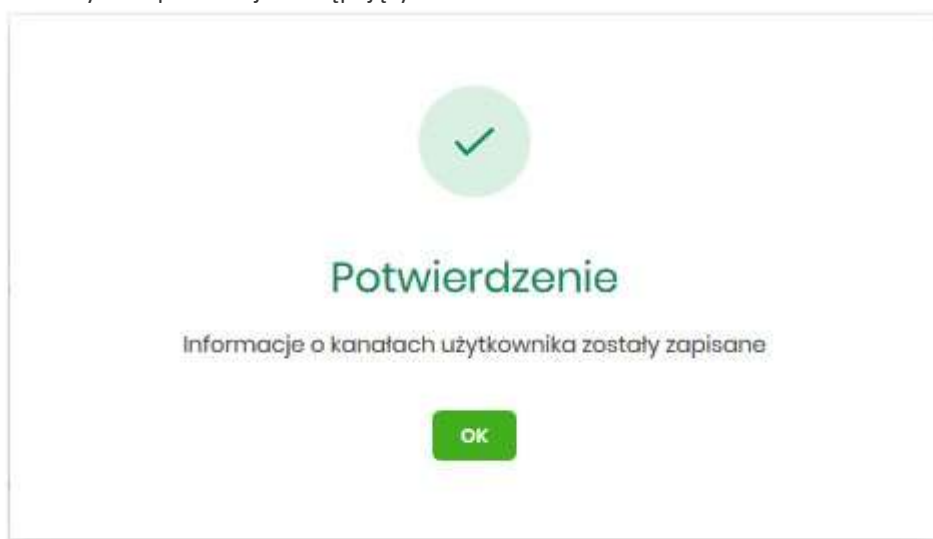 Potwierdzenie
Informacje o kanałach użytkownika zostały zapisane
OK